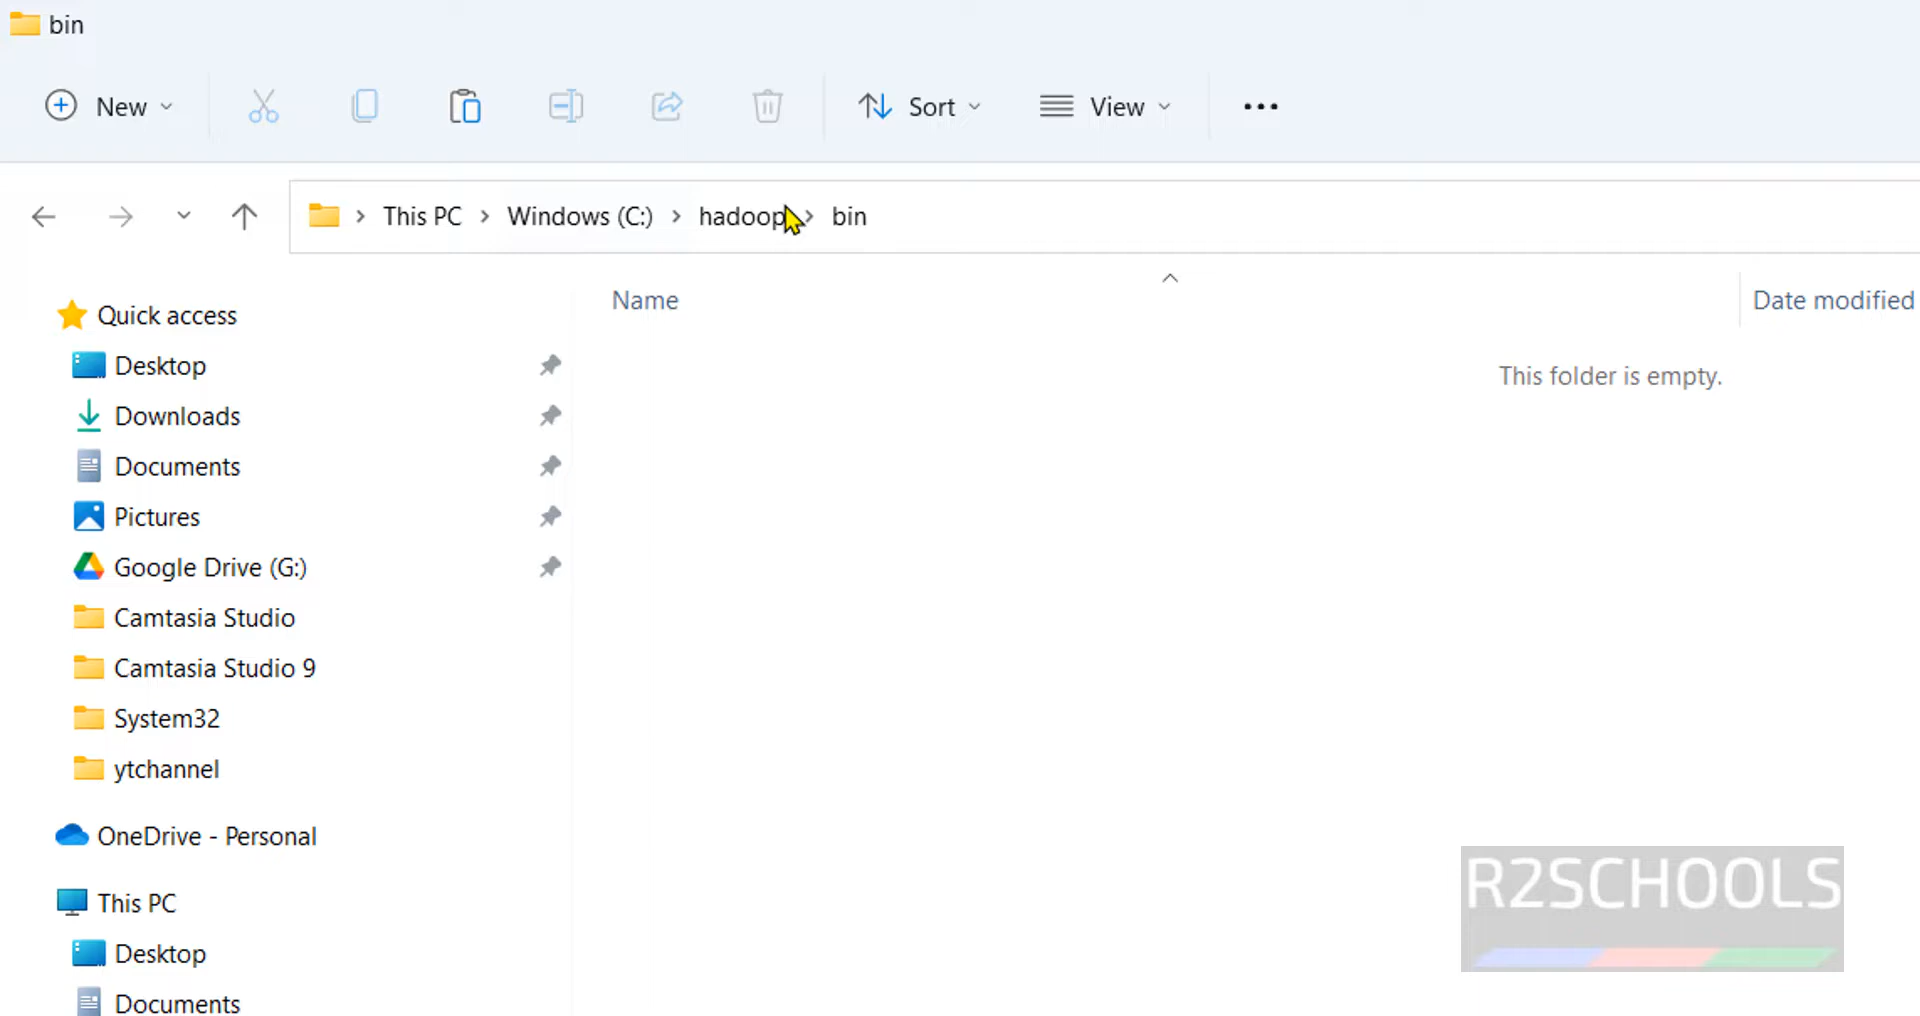 bin
New
Sort
View
This PC
Windows (C:)
hadoop
bin
Name
Date modified
This folder is empty.
Quick access
Desktop
Downloads
Documents
Pictures
Google Drive (G:)
Camtasia Studio
Camtasia Studio 9
System32
ytchannel
OneDrive - Personal
This PC
Desktop
Documents
R2SCHOOLS